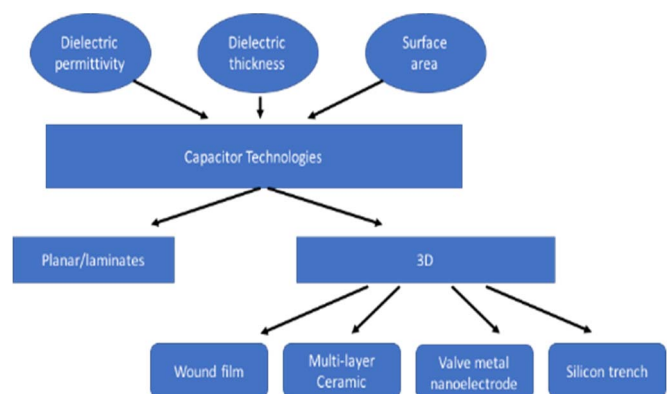 Dielectric
permittivity
Dielectric
thickness
Surface
area
Capacitor Technologies
Planar/laminates
3D
Wound film
Multi-layer
Ceramic
Valve metal
nanoelectrode
Silicon trench